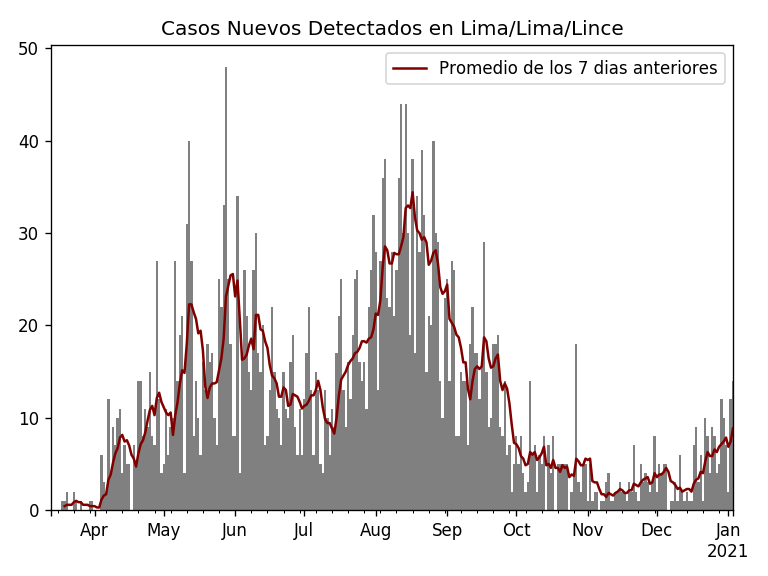 Casos Nuevos Detectados en Lima/Lima/Lince
Promedio de los 7 dias anteriores
50
40
30
20
10
0
Apr May Jun Jul Aug Sep Oct Nov Dec Jan
2021